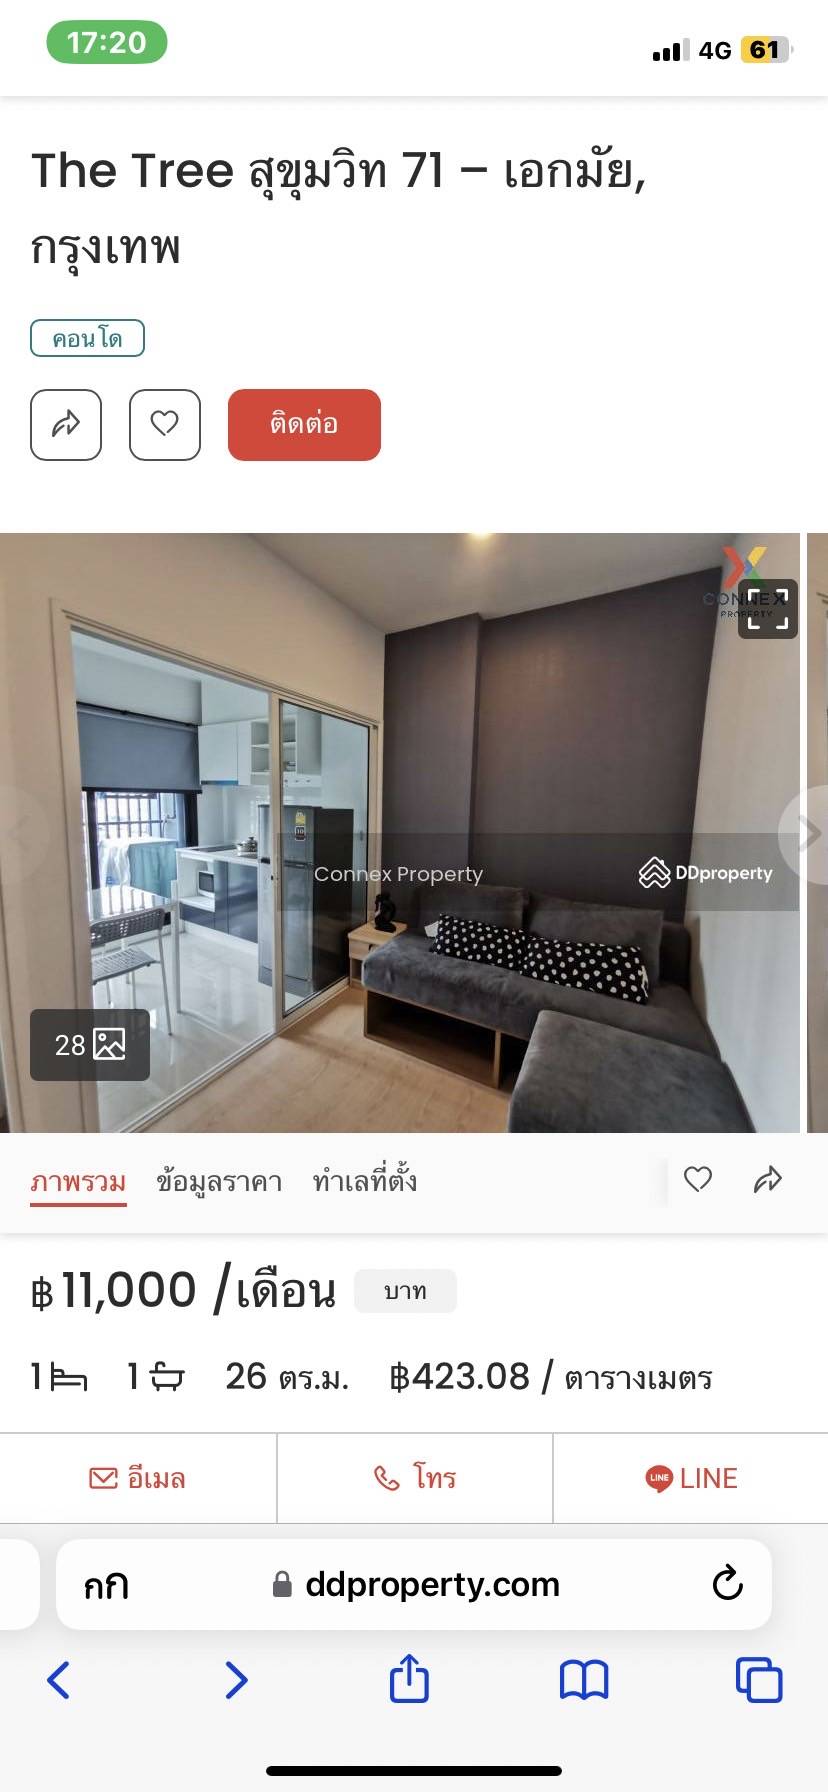 17:20
4G 61
The Tree สุขุมวิท 71 – เอกมัย,
กรุงเทพ
คอนโด
ติดต่อ
CONNEX
PROPERTY
Connex Property
DDproperty
28
ภาพรวม ข้อมูลราคา ทำเลที่ตั้ง
฿ 11,000 /เดือน บาท
1 1 26 ตร.ม. ฿423.08 / ตารางเมตร
อีเมล โทร LINE LINE
กก ddproperty.com